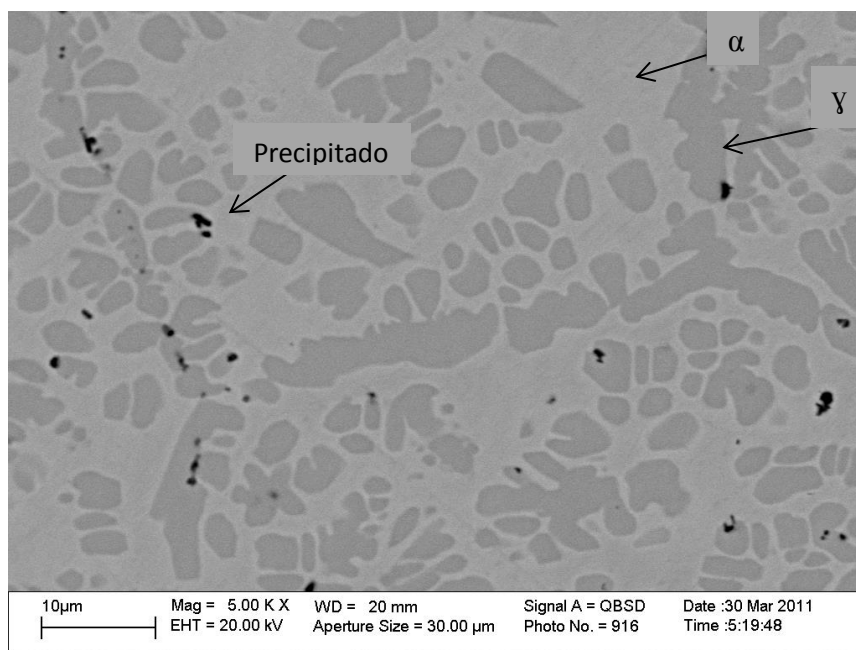 α
Ɣ
Precipitado
10µm
Mag = 5.00 K X WD = 20 mm Signal A = QBSD Date :30 Mar 2011
EHT = 20.00 kV Aperture Size = 30.00 µm Photo No. = 916 Time :5:19:48